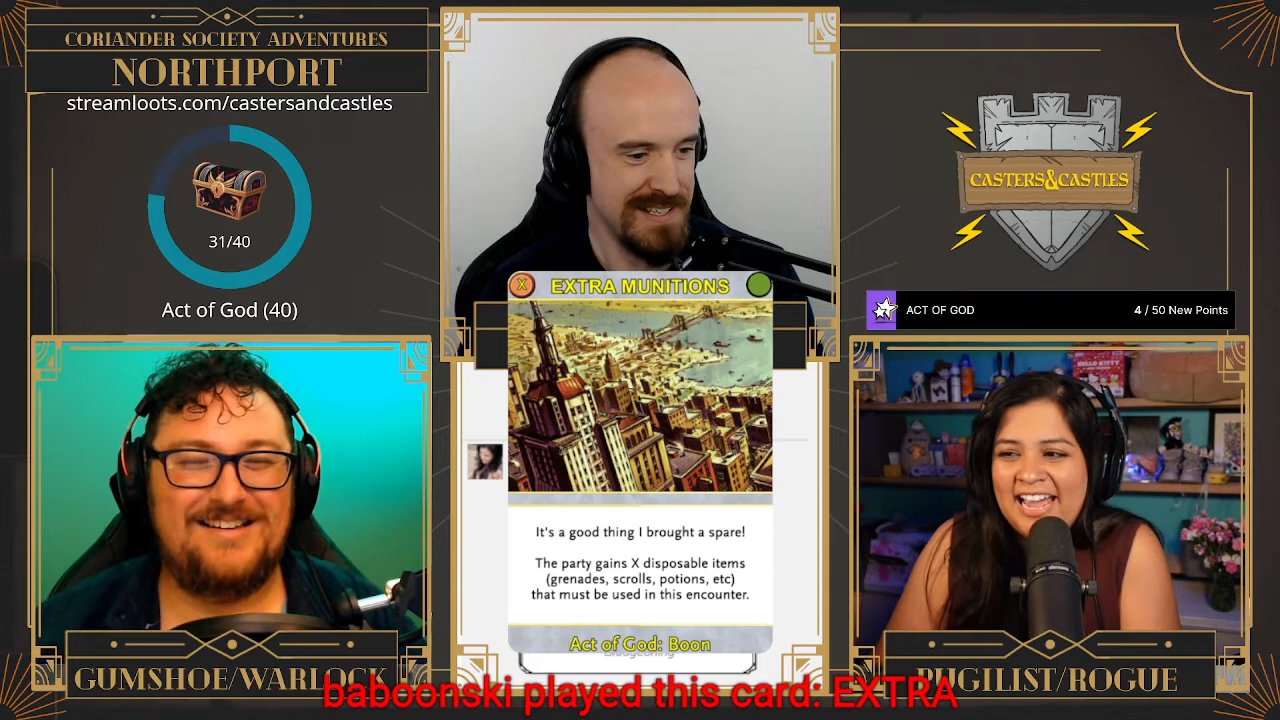 CORIANDER SOCIETY ADVENTURES
NORTHPORT
streamloots.com/castersandcastles
31/40
Act of God (40)
CASTERS&CASTLES
ACT OF GOD
4 / 50 New Points
HELLO KITTY
X
EXTRA MUNITIONS
It's a good thing I brought a spare!
The party gains X disposable items
(grenades, scrolls, potions, etc)
that must be used in this encounter.
Act of God: Boon
GUMSHOE/WARLOCK
PUGILIST/ROGUE
baboonski played this card: EXTRA